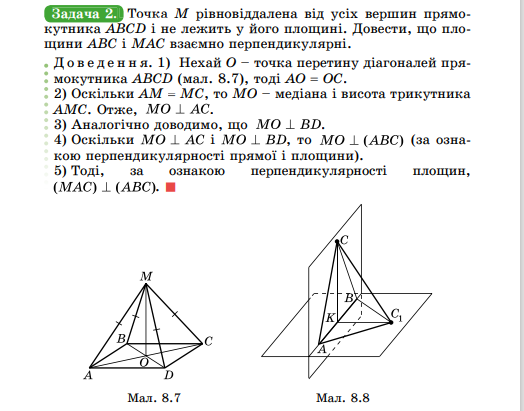 Задача 2. Точка M рівновіддалена від усіх вершин прямо-
кутника ABCD і не лежить у його площині. Довести, що пло-
щини ABC і MAC взаємно перпендикулярні.
Доведення. 1) Нехай O – точка перетину діагоналей пря-
мокутника ABCD (мал. 8.7), тоді AO = OC.
2) Оскільки AM = MC, то MO – медіана і висота трикутника
AMC. Отже, MO ⊥ AC.
3) Аналогічно доводимо, що MO ⊥ BD.
4) Оскільки MO ⊥ AC і MO ⊥ BD, то MO ⊥ (ABC) (за озна-
кою перпендикулярності прямої і площини).
5) Тоді, за ознакою перпендикулярності площин,
(MAC) ⊥ (ABC).
M
B
C
O
A
D
Мал. 8.7
C
B
K
C₁
A
Мал. 8.8